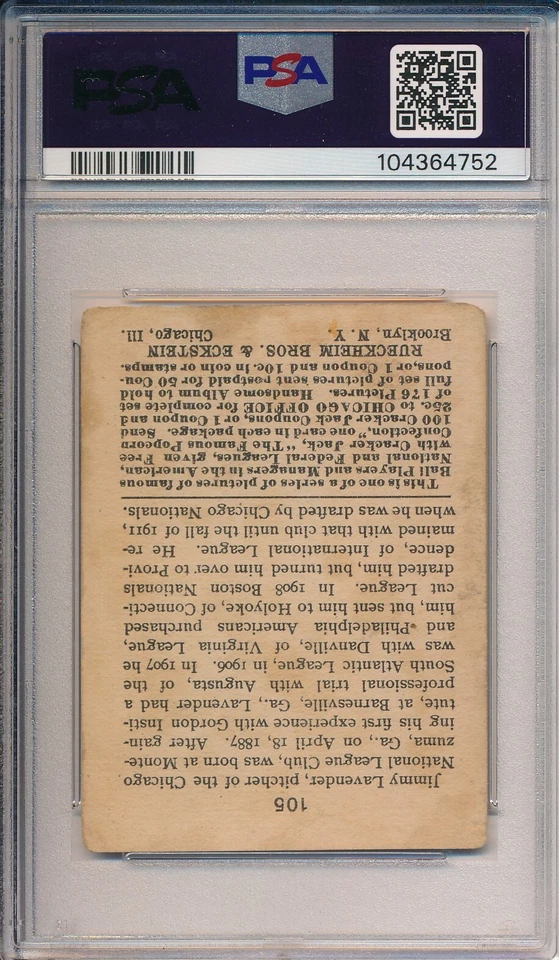 PSA
PSA
104364752
105
Jimmy Lavender, pitcher of the Chicago
National League Club, was born at Monte-
zuma, Ga., on April 18, 1887. After gain-
ing his first experience with Gordon Insti-
tute, at Barnesville, Ga., Lavender had a
professional trial with Augusta, of the
South Atlantic League, in 1906. In 1907 he
was with Danville, of Virginia League,
and Philadelphia Americans purchased
him, but sent him to Holyoke, of Connecti-
cut League. In 1908 Boston Nationals
drafted him, but turned him over to Provi-
dence, of International League. He re-
mained with that club until the fall of 1911,
when he was drafted by Chicago Nationals.
This is one of a series of pictures of famous
Ball Players and Managers in the American,
National and Federal Leagues, given Free
with Cracker Jack, "The Famous Popcorn
Confection," one card in each package. Send
100 Cracker Jack Coupons, or 1 Coupon and
25c. to CHICAGO OFFICE for complete set
of 176 Pictures. Handsome Album to hold
full set of pictures sent postpaid for 50 Cou-
pons, or 1 Coupon and 10c. in coin or stamps.
RUECKHEIM BROS. & ECKSTEIN
Brooklyn, N. Y. Chicago, Ill.